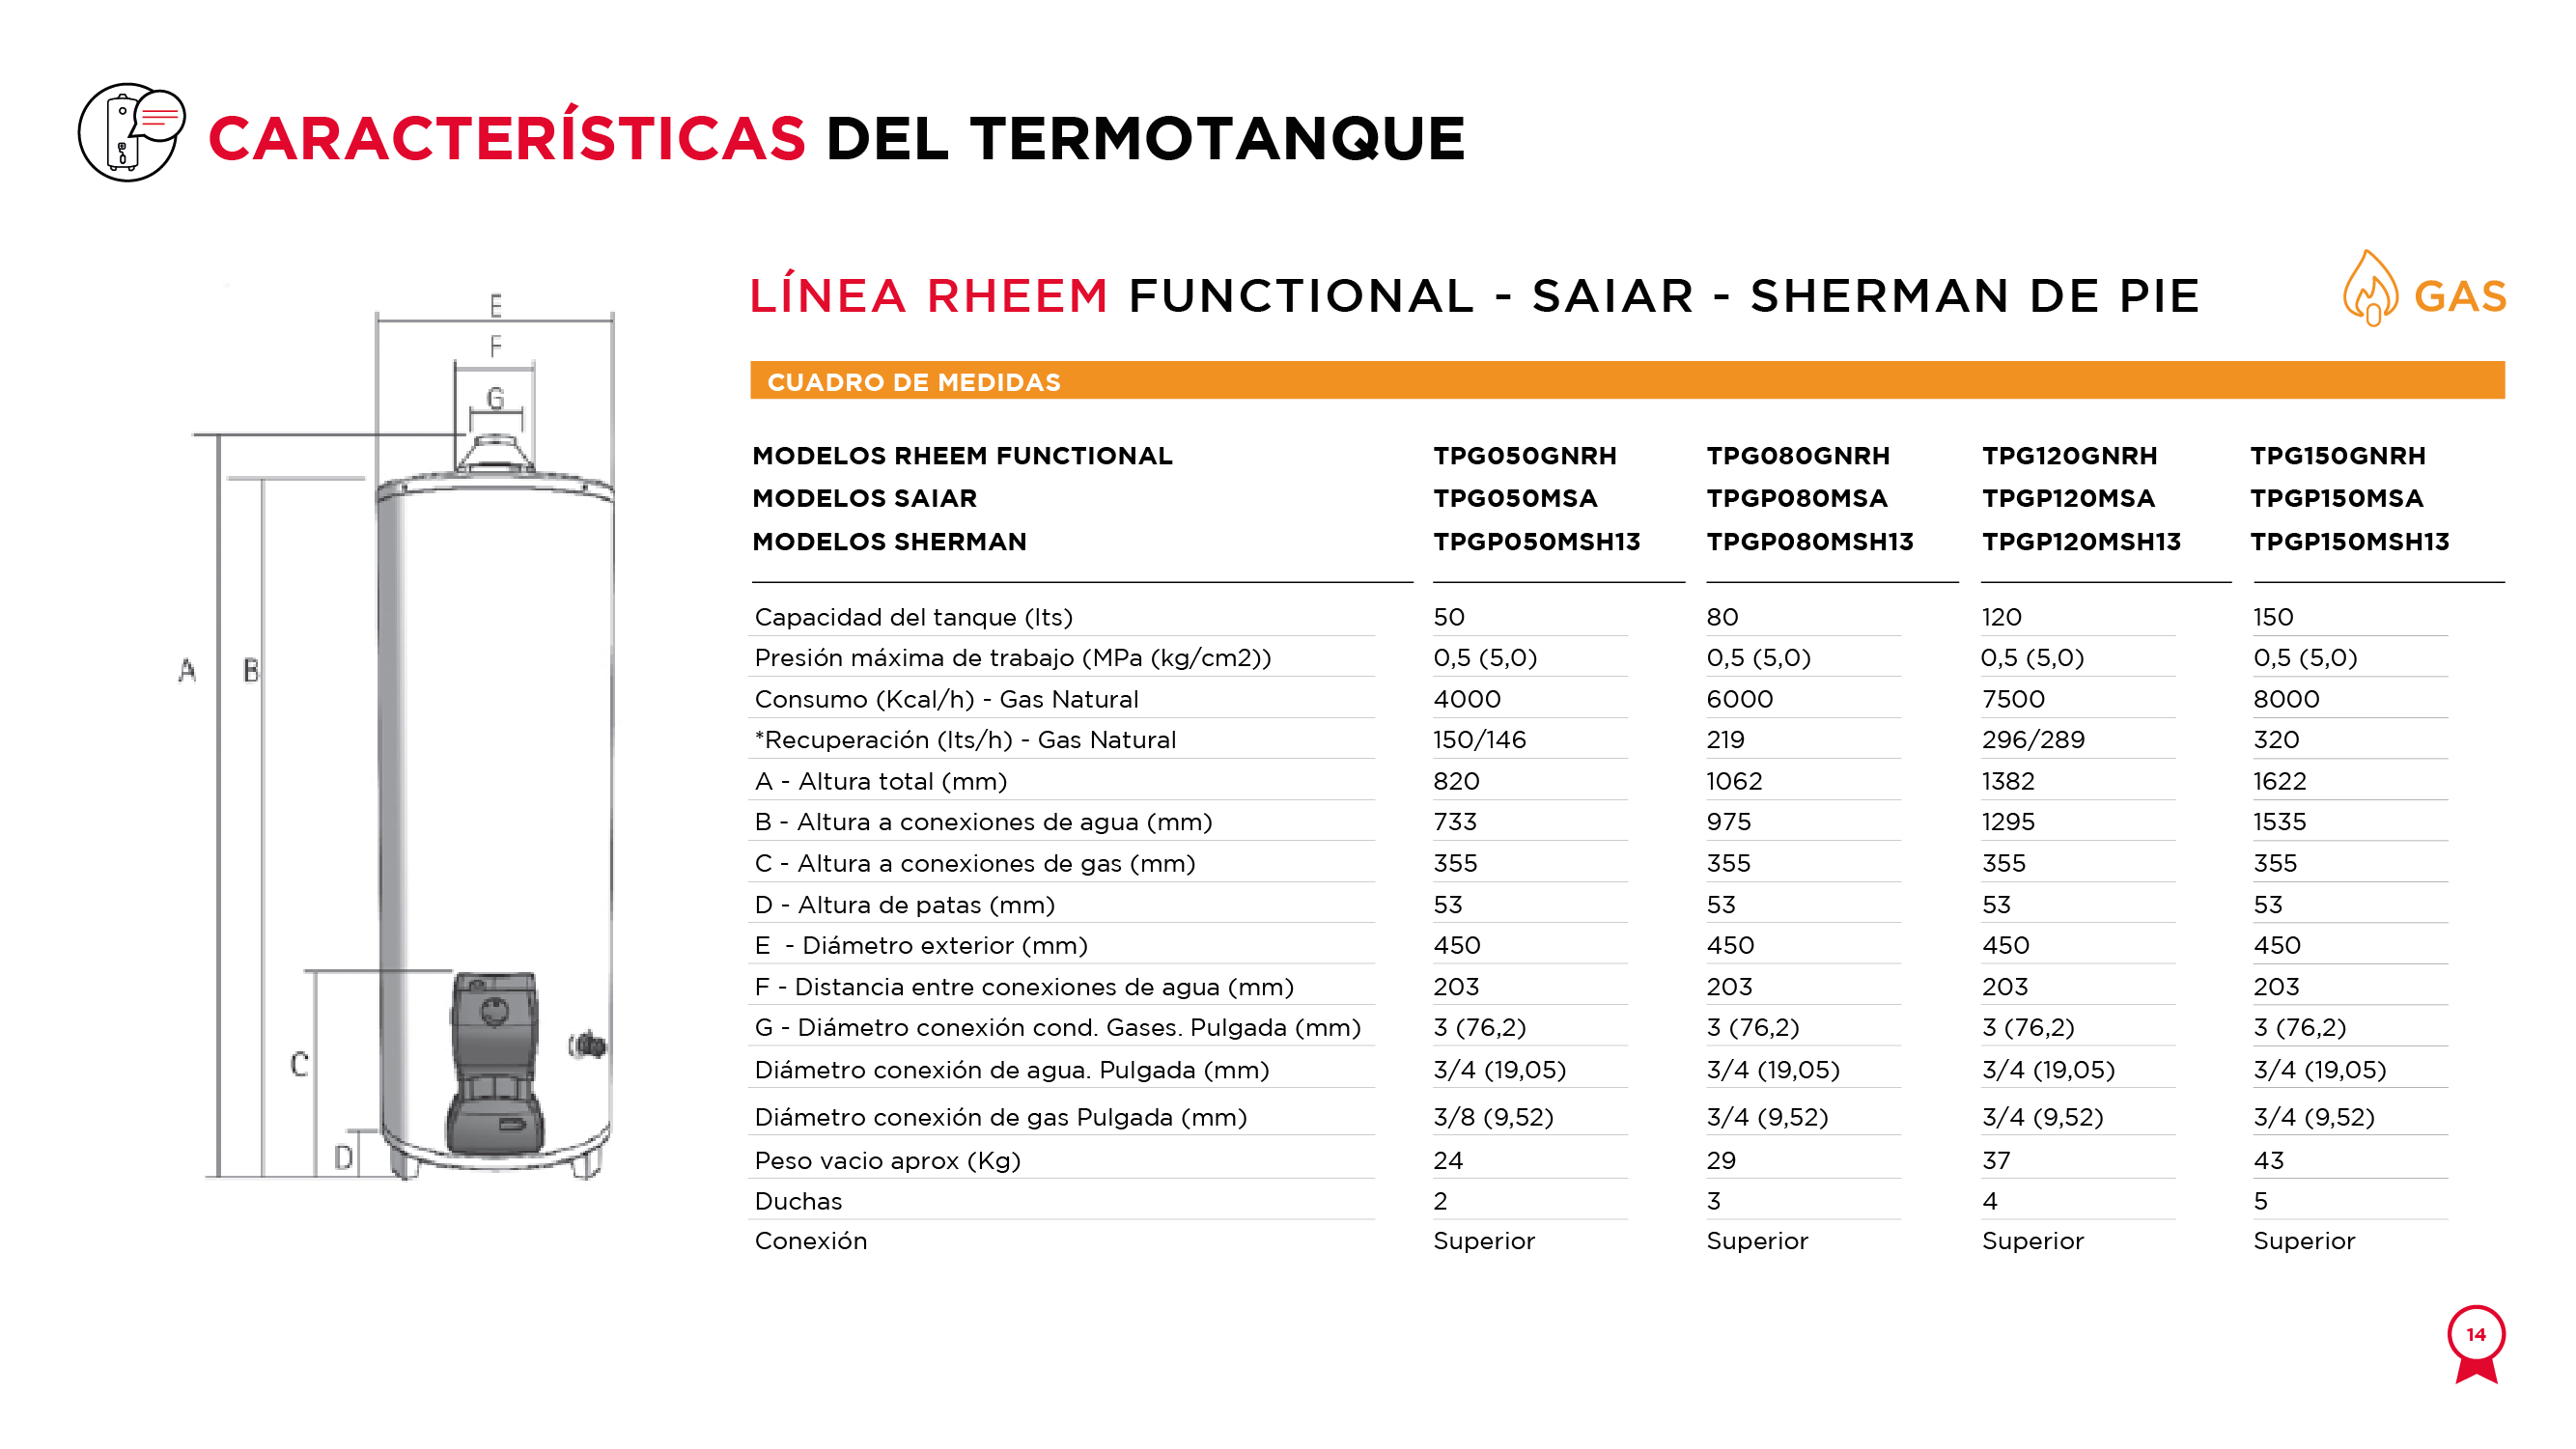 CARACTERÍSTICAS DEL TERMOTANQUE
LÍNEA RHEEM FUNCTIONAL - SAIAR - SHERMAN DE PIE
GAS
CUADRO DE MEDIDAS
MODELOS RHEEM FUNCTIONAL TPG050GNRH TPG080GNRH TPG120GNRH TPG150GNRH
MODELOS SAIAR TPG050MSA TPGP080MSA TPGP120MSA TPGP150MSA
MODELOS SHERMAN TPGP050MSH13 TPGP080MSH13 TPGP120MSH13 TPGP150MSH13
Capacidad del tanque (lts) 50 80 120 150
Presión máxima de trabajo (MPa (kg/cm2)) 0,5 (5,0) 0,5 (5,0) 0,5 (5,0) 0,5 (5,0)
Consumo (Kcal/h) - Gas Natural 4000 6000 7500 8000
*Recuperación (lts/h) - Gas Natural 150/146 219 296/289 320
A - Altura total (mm) 820 1062 1382 1622
B - Altura a conexiones de agua (mm) 733 975 1295 1535
C - Altura a conexiones de gas (mm) 355 355 355 355
D - Altura de patas (mm) 53 53 53 53
E - Diámetro exterior (mm) 450 450 450 450
F - Distancia entre conexiones de agua (mm) 203 203 203 203
G - Diámetro conexión cond. Gases. Pulgada (mm) 3 (76,2) 3 (76,2) 3 (76,2) 3 (76,2)
Diámetro conexión de agua. Pulgada (mm) 3/4 (19,05) 3/4 (19,05) 3/4 (19,05) 3/4 (19,05)
Diámetro conexión de gas Pulgada (mm) 3/8 (9,52) 3/4 (9,52) 3/4 (9,52) 3/4 (9,52)
Peso vacio aprox (Kg) 24 29 37 43
Duchas 2 3 4 5
Conexión Superior Superior Superior Superior
E
F
G
A
B
C
D
14